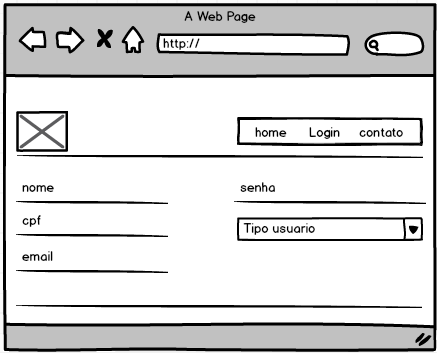 A Web Page
http://
home Login contato
nome
senha
cpf
Tipo usuario
email